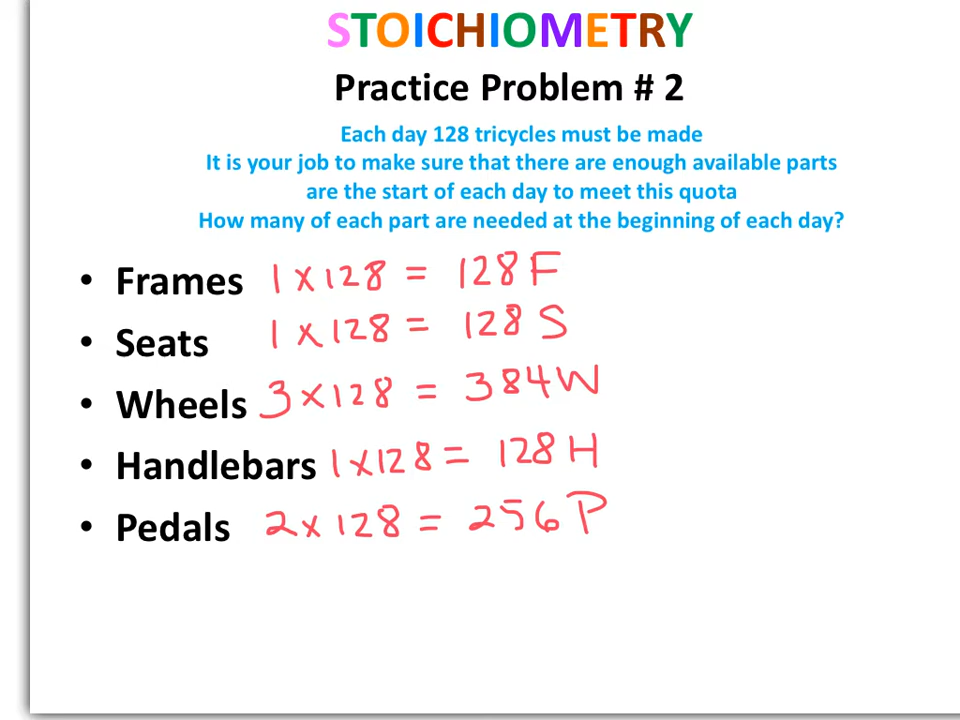 STOICHIOMETRY
Practice Problem # 2
Each day 128 tricycles must be made
It is your job to make sure that there are enough available parts
are the start of each day to meet this quota
How many of each part are needed at the beginning of each day?
• Frames 1 x 128 = 128 F
• Seats 1 x 128 = 128 S
• Wheels 3 x 128 = 384 W
• Handlebars 1 x 128 = 128 H
• Pedals 2 x 128 = 256 P